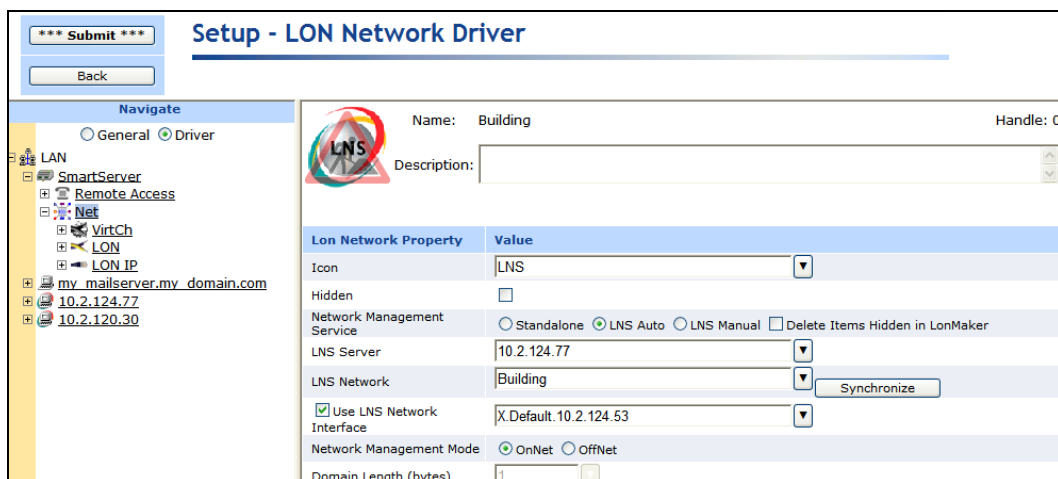 *** Submit ***
Setup - LON Network Driver
Back
Navigate
General Driver
LAN
SmartServer
Remote Access
Net
VirtCh
LON
LON IP
my_mailserver.my_domain.com
10.2.124.77
10.2.120.30
LNS
Name: Building
Handle: 0
Description:
Lon Network Property Value
Icon LNS
Hidden
Network Management Service
Standalone LNS Auto LNS Manual Delete Items Hidden in LonMaker
LNS Server 10.2.124.77
LNS Network Building Synchronize
Use LNS Network Interface
X.Default.10.2.124.53
Network Management Mode OnNet OffNet
Domain Length (bytes) 1